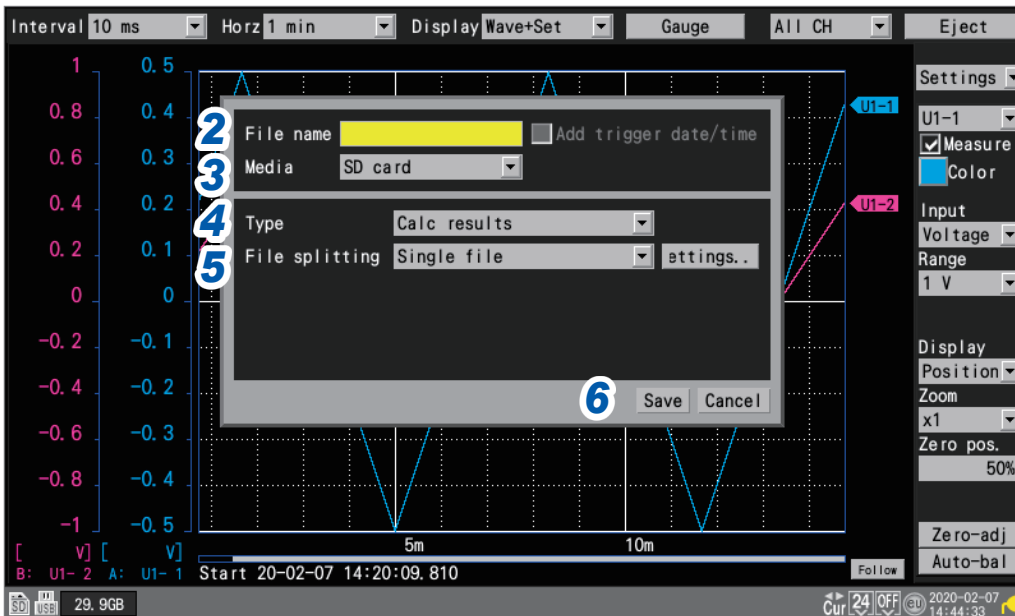 Interval 10 ms Horz 1 min Display Wave+Set Gauge All CH Eject
1 0.5
0.8 0.4
0.6 0.3
0.4 0.2
0.2 0.1
0 0
-0.2 -0.1
-0.4 -0.2
-0.6 -0.3
-0.8 -0.4
-1 -0.5
[ V] [ V]
B: U1- 2 A: U1- 1
2 File name Add trigger date/time
3 Media SD card
4 Type Calc results
5 File splitting Single file ettings..
6 Save Cancel
U1-1
U1-2
5m 10m
Start 20-02-07 14:20:09.810
Follow
Settings
U1-1
Measure
Color
Input
Voltage
Range
1 V
Display
Position
Zoom
x1
Zero pos.
50%
Zero-adj
Auto-bal
SD USB 29.9GB
Cur 24 OFF eu 2020-02-07
14:44:33